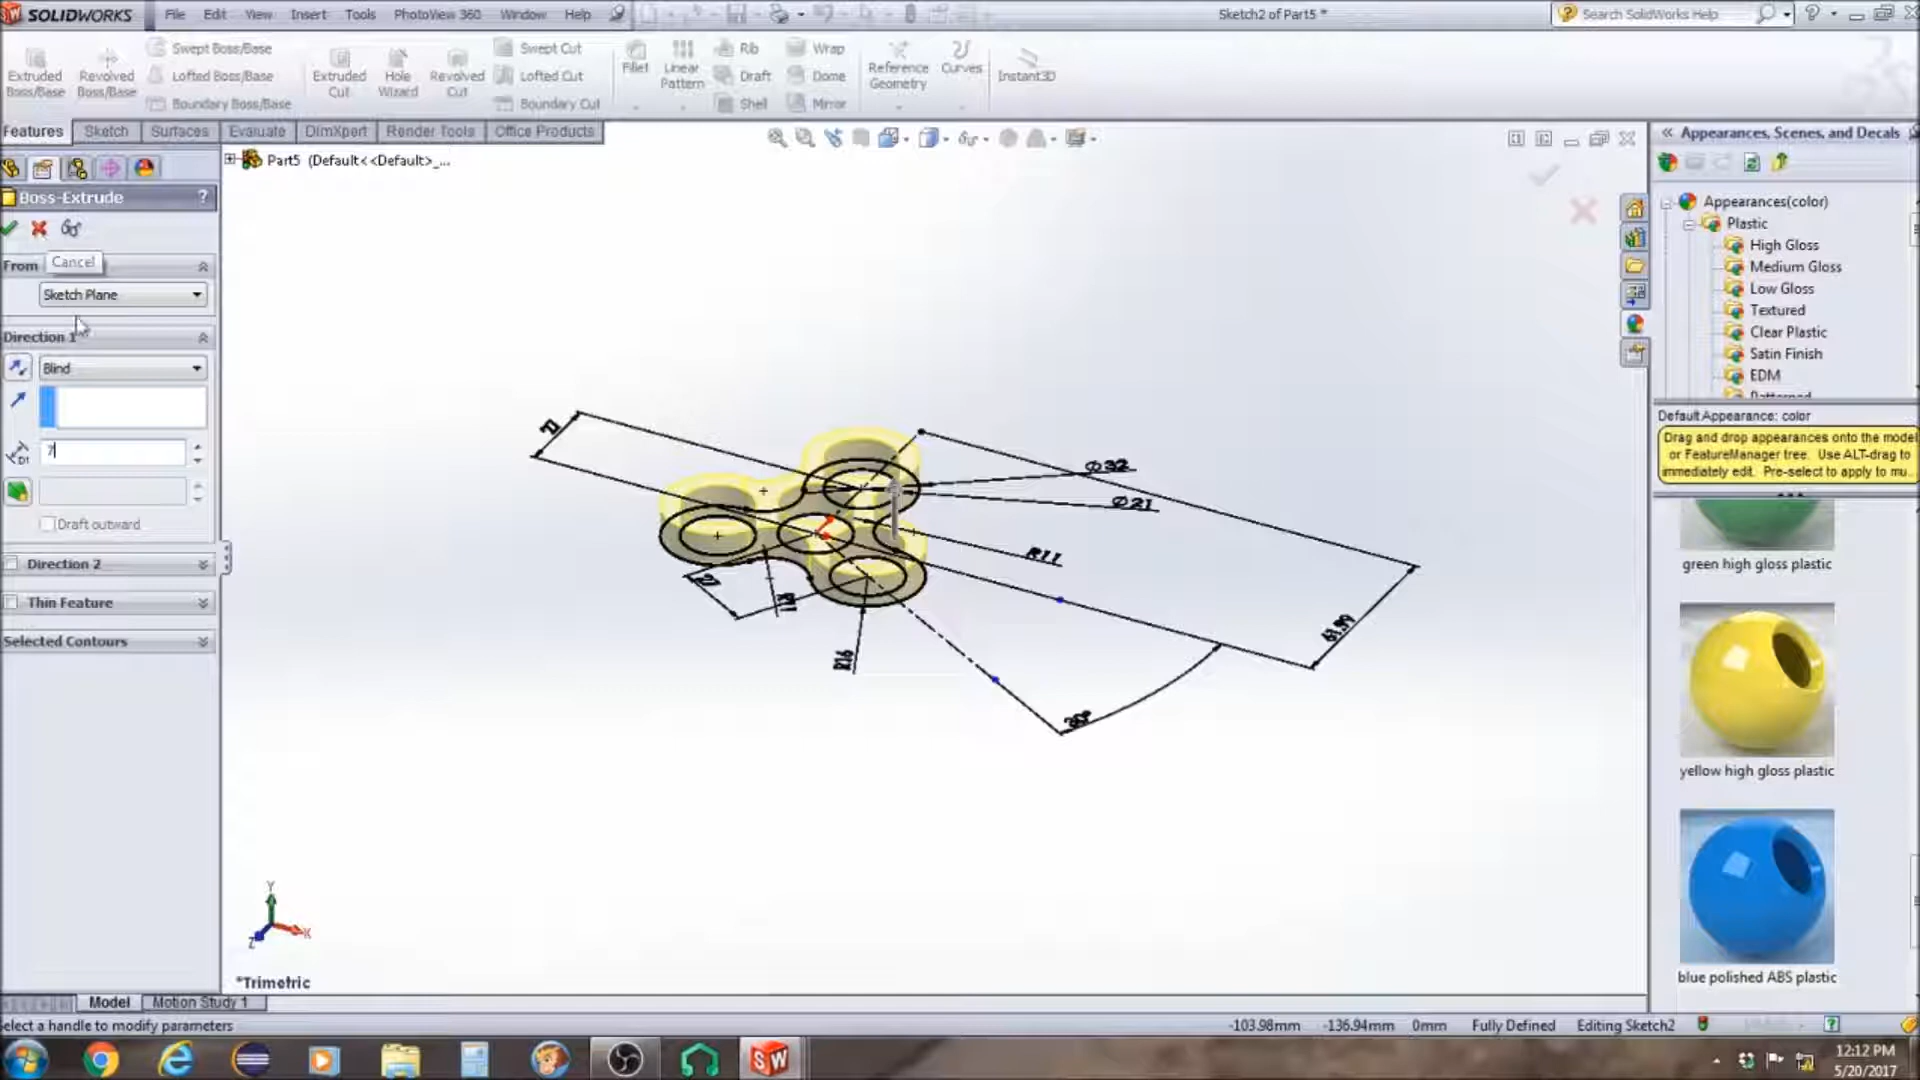 SOLIDWORKS File Edit View Insert Tools PhotoView 360 Window Help Sketch2 of Part5 * Search SolidWorks Help
Extruded Boss/Base
Revolved Boss/Base
Swept Boss/Base
Lofted Boss/Base
Boundary Boss/Base
Extruded Cut
Hole Wizard
Revolved Cut
Swept Cut
Lofted Cut
Boundary Cut
Fillet
Linear Pattern
Rib
Draft
Shell
Wrap
Dome
Mirror
Reference Geometry
Curves
Instant3D
Features Sketch Surfaces Evaluate DimXpert Render Tools Office Products
Part5 (Default<<Default>_...
Boss-Extrude ?
Cancel
From
Sketch Plane
Direction 1
Blind
7
Draft outward
Direction 2
Thin Feature
Selected Contours
Ø32
Ø21
R11
27
R11
R16
30°
61.99
Y
X
Z
*Trimetric
Appearances, Scenes, and Decals
Appearances(color)
Plastic
High Gloss
Medium Gloss
Low Gloss
Textured
Clear Plastic
Satin Finish
EDM
Patterned
Default Appearance: color
Drag and drop appearances onto the model
or FeatureManager tree. Use ALT-drag to
immediately edit. Pre-select to apply to mu...
green high gloss plastic
yellow high gloss plastic
blue polished ABS plastic
Model Motion Study 1
Select a handle to modify parameters -103.98mm -136.94mm 0mm Fully Defined Editing Sketch2
12:12 PM
5/20/2017